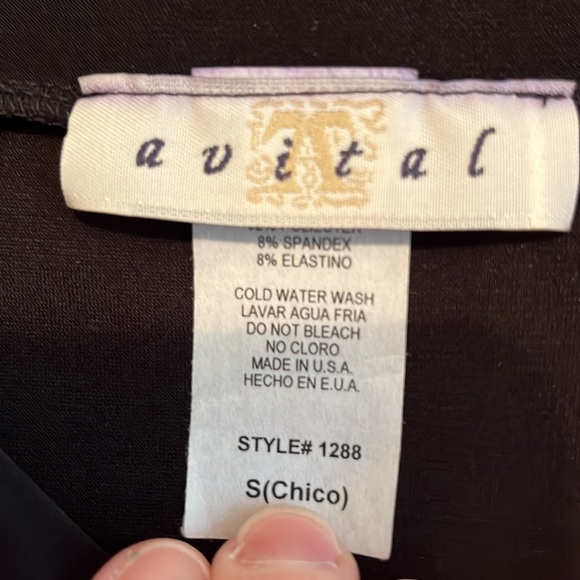 avital
8% SPANDEX
8% ELASTINO
COLD WATER WASH
LAVAR AGUA FRIA
DO NOT BLEACH
NO CLORO
MADE IN U.S.A.
HECHO EN E.U.A.
STYLE# 1288
S(Chico)